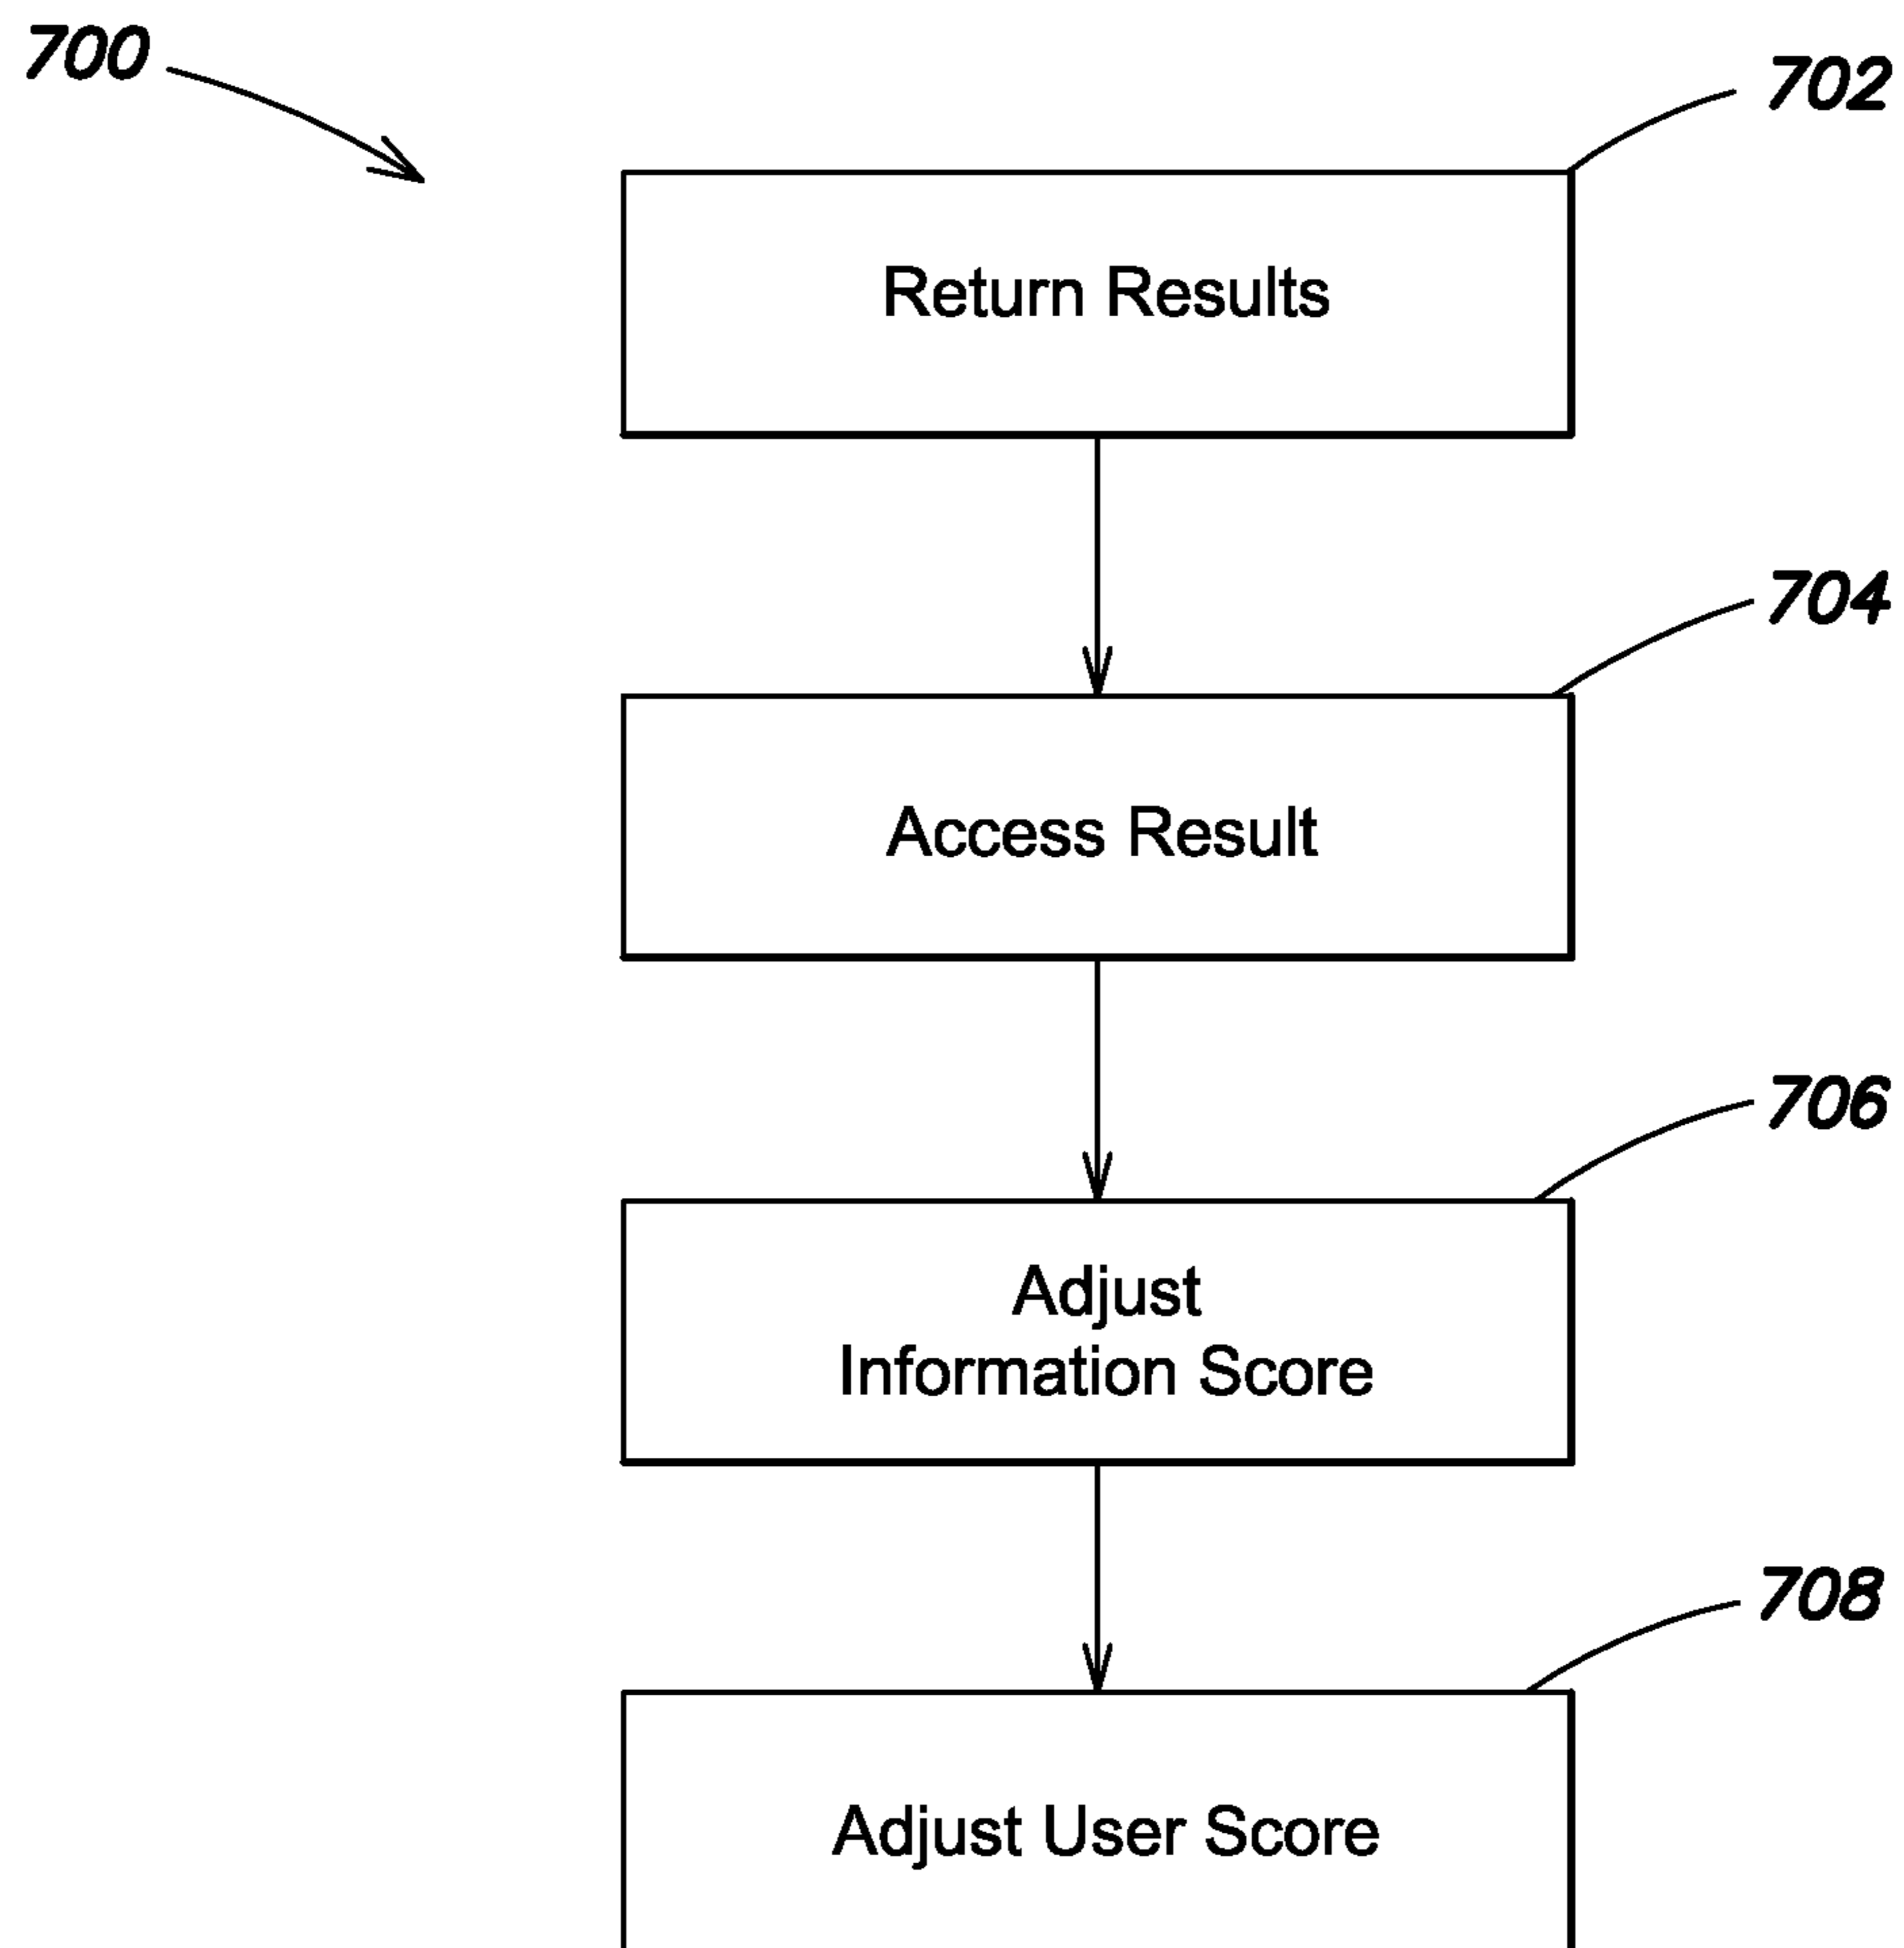 700
702
Return Results
704
Access Result
706
Adjust
Information Score
708
Adjust User Score